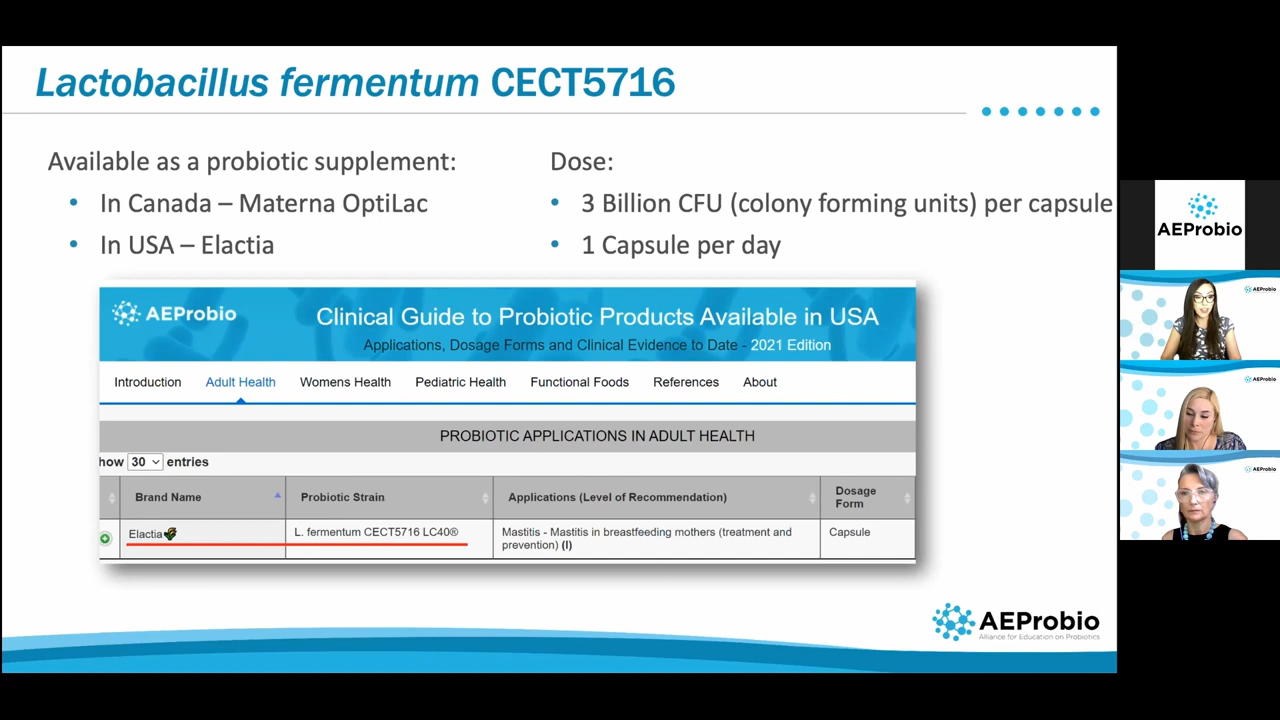 Lactobacillus fermentum CECT5716
Available as a probiotic supplement:
• In Canada – Materna OptiLac
• In USA – Elactia
Dose:
• 3 Billion CFU (colony forming units) per capsule
• 1 Capsule per day
AEProbio
Clinical Guide to Probiotic Products Available in USA
Applications, Dosage Forms and Clinical Evidence to Date - 2021 Edition
Introduction Adult Health Womens Health Pediatric Health Functional Foods References About
PROBIOTIC APPLICATIONS IN ADULT HEALTH
how 30 entries
Brand Name Probiotic Strain Applications (Level of Recommendation) Dosage
Form
Elactia L. fermentum CECT5716 LC40® Mastitis - Mastitis in breastfeeding mothers (treatment and
prevention) (I)
Capsule
AEProbio
Alliance for Education on Probiotics
AEProbio
AEProbio
AEProbio
AEProbio